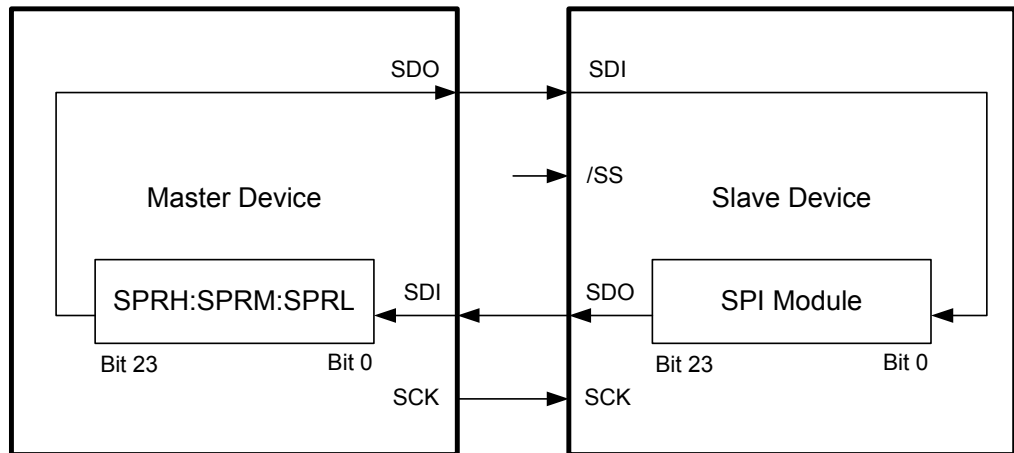 SDO
SDI
/SS
Master Device
Slave Device
SPRH:SPRM:SPRL
SDI
SDO
SPI Module
Bit 23
Bit 0
Bit 23
Bit 0
SCK
SCK